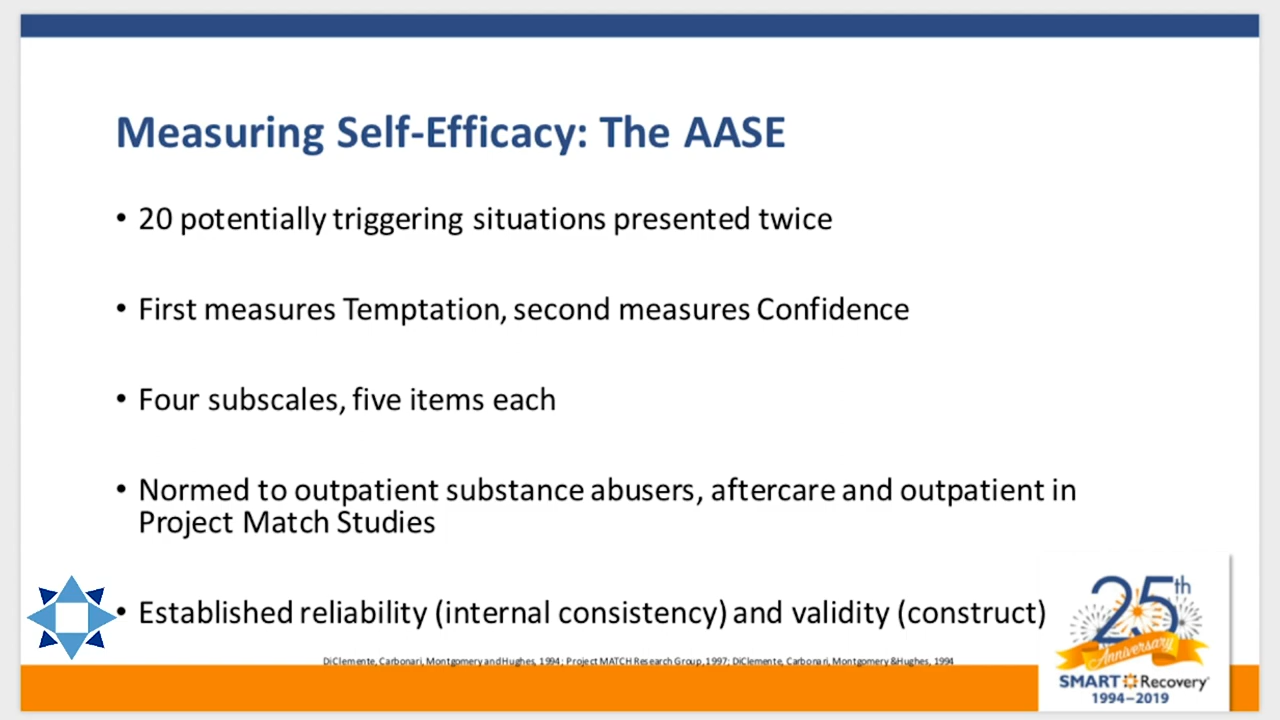 Measuring Self-Efficacy: The AASE
• 20 potentially triggering situations presented twice
• First measures Temptation, second measures Confidence
• Four subscales, five items each
• Normed to outpatient substance abusers, aftercare and outpatient in
Project Match Studies
• Established reliability (internal consistency) and validity (construct)
DiClemente, Carbonari, Montgomery and Hughes, 1994; Project MATCH Research Group, 1997; DiClemente, Carbonari, Montgomery & Hughes, 1994
25th
Anniversary
SMART Recovery
1994–2019